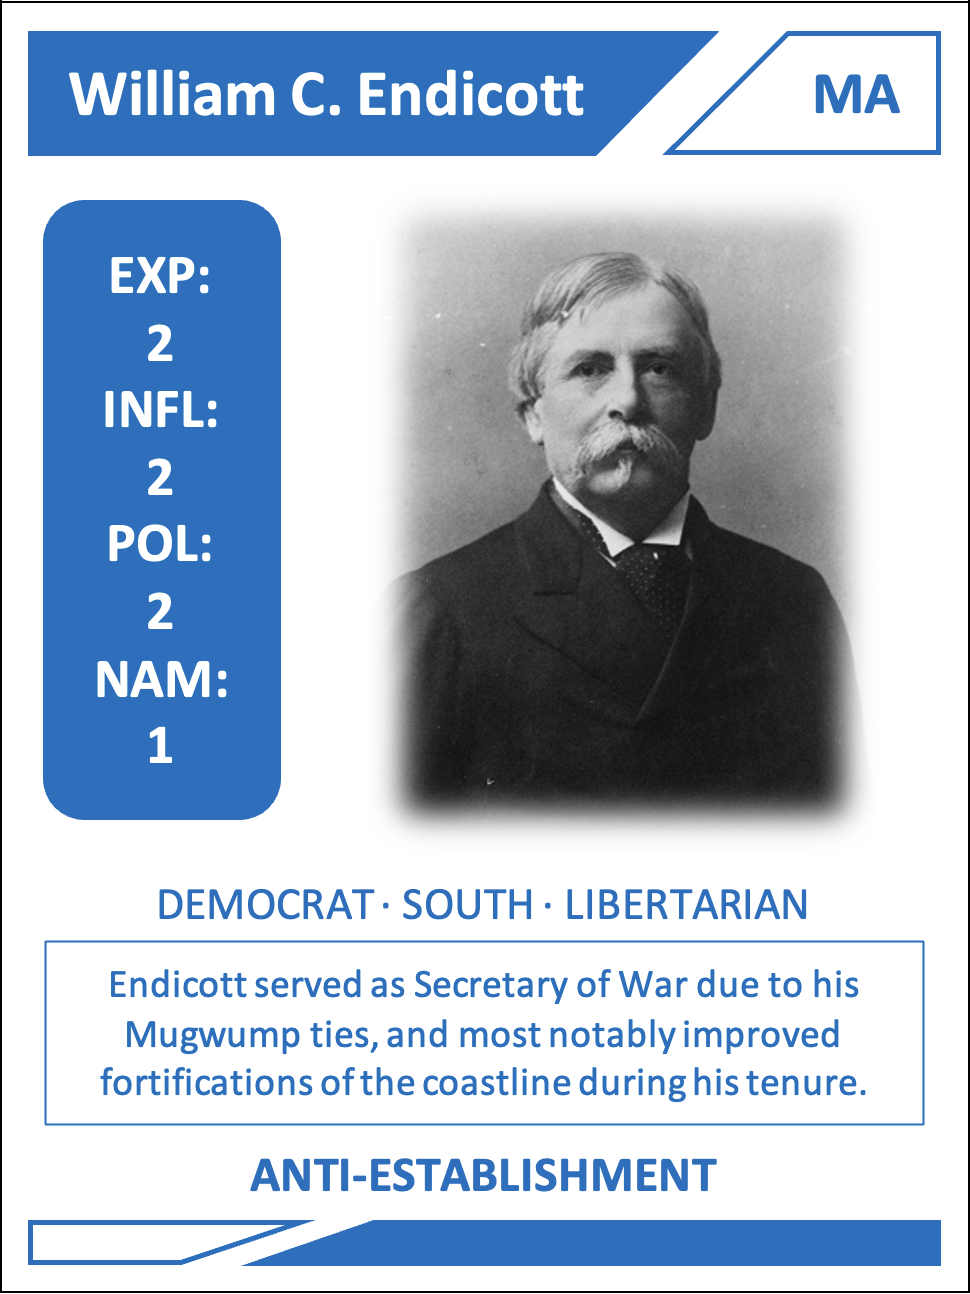 William C. Endicott
MA
EXP:
2
INFL:
2
POL:
2
NAM:
1
DEMOCRAT · SOUTH · LIBERTARIAN
Endicott served as Secretary of War due to his
Mugwump ties, and most notably improved
fortifications of the coastline during his tenure.
ANTI-ESTABLISHMENT